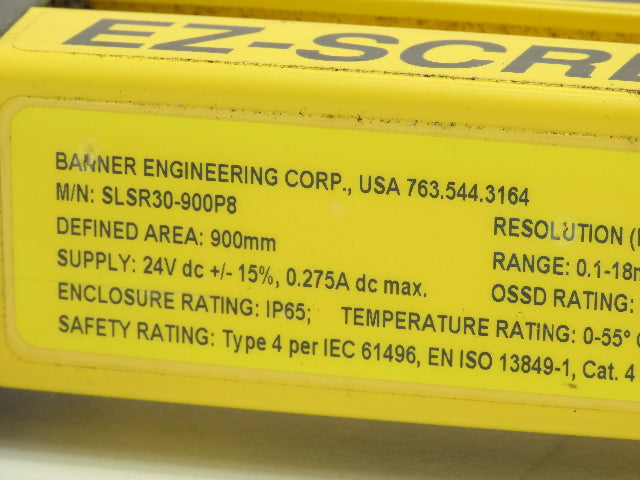 EZ-SCRE
BANNER ENGINEERING CORP., USA 763.544.3164
M/N: SLSR30-900P8
RESOLUTION (
DEFINED AREA: 900mm
RANGE: 0.1-18m
SUPPLY: 24V dc +/- 15%, 0.275A dc max.
OSSD RATING:
ENCLOSURE RATING: IP65; TEMPERATURE RATING: 0-55°
SAFETY RATING: Type 4 per IEC 61496, EN ISO 13849-1, Cat. 4